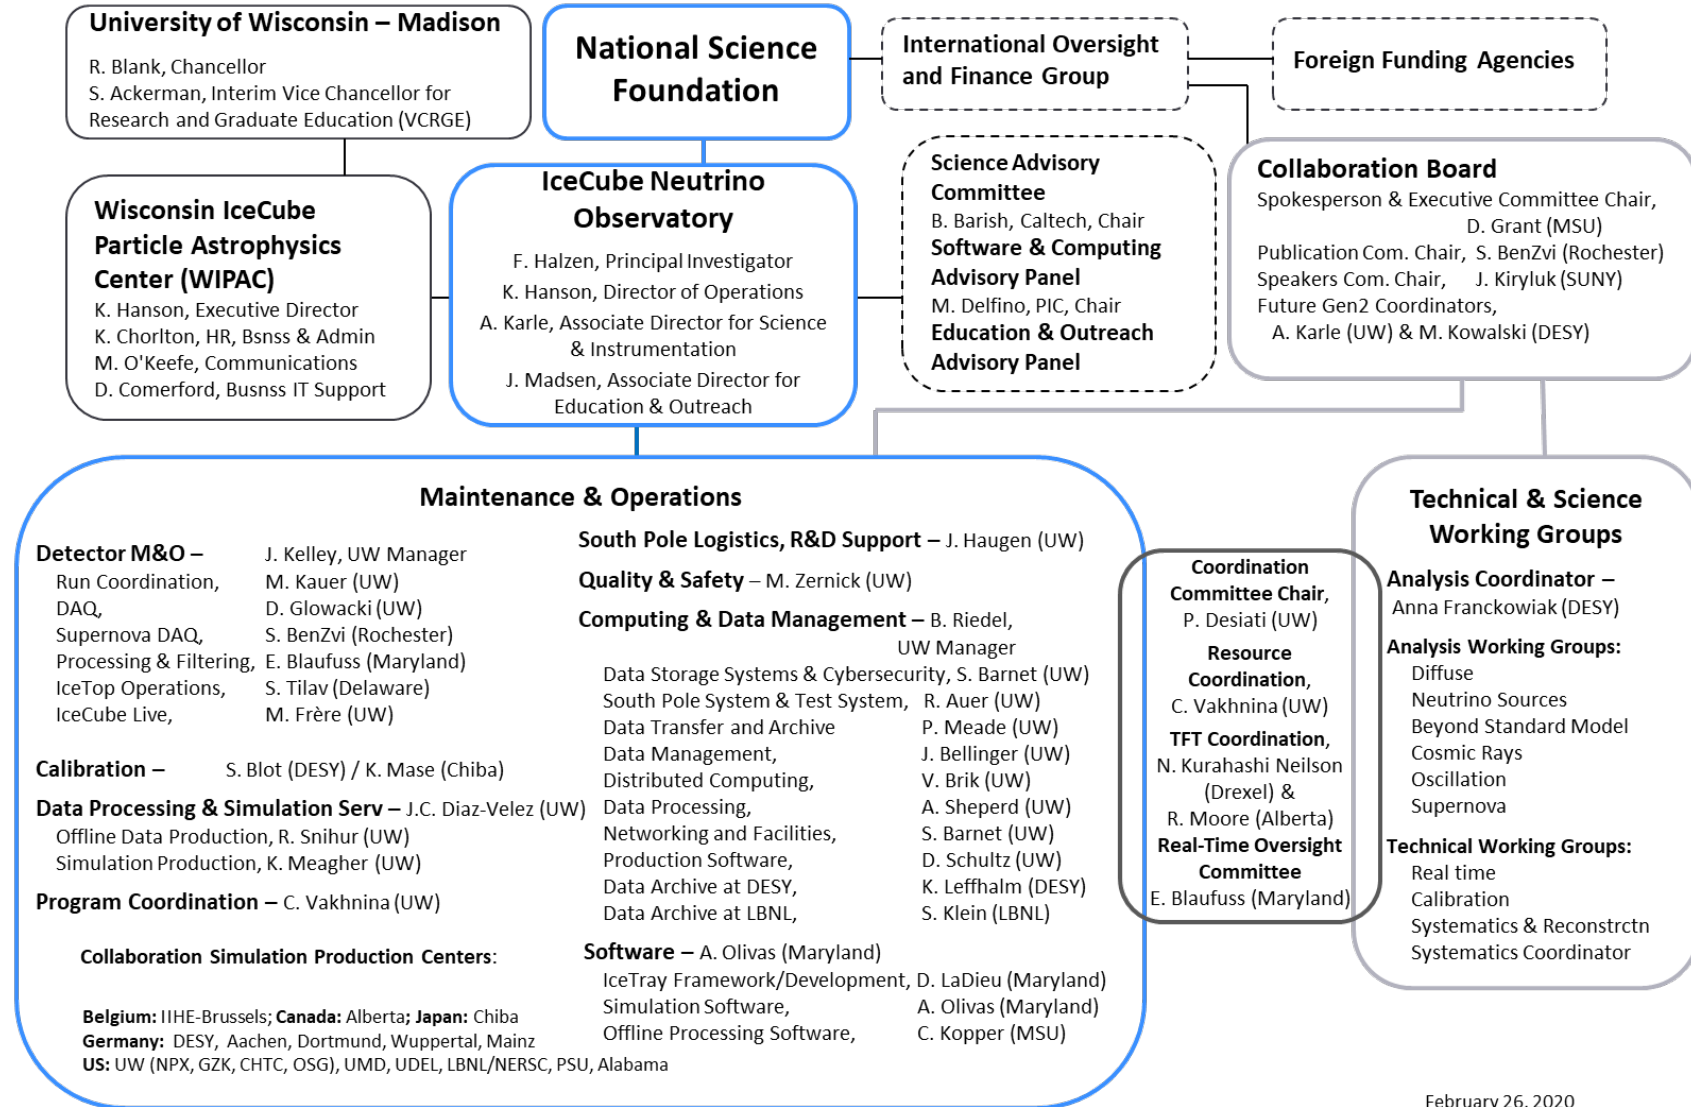 University of Wisconsin – Madison
R. Blank, Chancellor
S. Ackerman, Interim Vice Chancellor for
Research and Graduate Education (VCRGE)
National Science
Foundation
International Oversight
and Finance Group
Foreign Funding Agencies
Wisconsin IceCube
Particle Astrophysics
Center (WIPAC)
K. Hanson, Executive Director
K. Chorlton, HR, Bsnss & Admin
M. O'Keefe, Communications
D. Comerford, Busnss IT Support
IceCube Neutrino
Observatory
F. Halzen, Principal Investigator
K. Hanson, Director of Operations
A. Karle, Associate Director for Science
& Instrumentation
J. Madsen, Associate Director for
Education & Outreach
Science Advisory
Committee
B. Barish, Caltech, Chair
Software & Computing
Advisory Panel
M. Delfino, PIC, Chair
Education & Outreach
Advisory Panel
Collaboration Board
Spokesperson & Executive Committee Chair,
D. Grant (MSU)
Publication Com. Chair, S. BenZvi (Rochester)
Speakers Com. Chair, J. Kiryluk (SUNY)
Future Gen2 Coordinators,
A. Karle (UW) & M. Kowalski (DESY)
Maintenance & Operations
Detector M&O – J. Kelley, UW Manager
Run Coordination, M. Kauer (UW)
DAQ, D. Glowacki (UW)
Supernova DAQ, S. BenZvi (Rochester)
Processing & Filtering, E. Blaufuss (Maryland)
IceTop Operations, S. Tilav (Delaware)
IceCube Live, M. Frère (UW)
Calibration – S. Blot (DESY) / K. Mase (Chiba)
Data Processing & Simulation Serv – J.C. Diaz-Velez (UW)
Offline Data Production, R. Snihur (UW)
Simulation Production, K. Meagher (UW)
Program Coordination – C. Vakhnina (UW)
Collaboration Simulation Production Centers:
Belgium: IIHE-Brussels; Canada: Alberta; Japan: Chiba
Germany: DESY, Aachen, Dortmund, Wuppertal, Mainz
US: UW (NPX, GZK, CHTC, OSG), UMD, UDEL, LBNL/NERSC, PSU, Alabama
South Pole Logistics, R&D Support – J. Haugen (UW)
Quality & Safety – M. Zernick (UW)
Computing & Data Management – B. Riedel,
UW Manager
Data Storage Systems & Cybersecurity, S. Barnet (UW)
South Pole System & Test System, R. Auer (UW)
Data Transfer and Archive P. Meade (UW)
Data Management, J. Bellinger (UW)
Distributed Computing, V. Brik (UW)
Data Processing, A. Sheperd (UW)
Networking and Facilities, S. Barnet (UW)
Production Software, D. Schultz (UW)
Data Archive at DESY, K. Leffhalm (DESY)
Data Archive at LBNL, S. Klein (LBNL)
Software – A. Olivas (Maryland)
IceTray Framework/Development, D. LaDieu (Maryland)
Simulation Software, A. Olivas (Maryland)
Offline Processing Software, C. Kopper (MSU)
Coordination
Committee Chair,
P. Desiati (UW)
Resource
Coordination,
C. Vakhnina (UW)
TFT Coordination,
N. Kurahashi Neilson
(Drexel) &
R. Moore (Alberta)
Real-Time Oversight
Committee
E. Blaufuss (Maryland)
Technical & Science
Working Groups
Analysis Coordinator –
Anna Franckowiak (DESY)
Analysis Working Groups:
Diffuse
Neutrino Sources
Beyond Standard Model
Cosmic Rays
Oscillation
Supernova
Technical Working Groups:
Real time
Calibration
Systematics & Reconstrctn
Systematics Coordinator
February 26, 2020